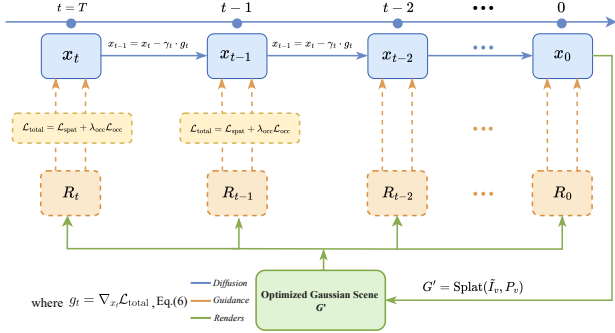 t = T t − 1 t − 2 ••• 0
x_t x_{t−1} = x_t − γ_t · g_t x_{t−1} x_{t−1} = x_t − γ_t · g_t x_{t−2} ••• x_0
L_total = L_spat + λ_occ L_occ L_total = L_spat + λ_occ L_occ •••
R_t R_{t−1} R_{t−2} ••• R_0
Diffusion
Guidance
Renders
where g_t = ∇_{x_t} L_total, Eq.(6)
Optimized Gaussian Scene
G'
G′ = Splat(Ĩ_v, P_v)